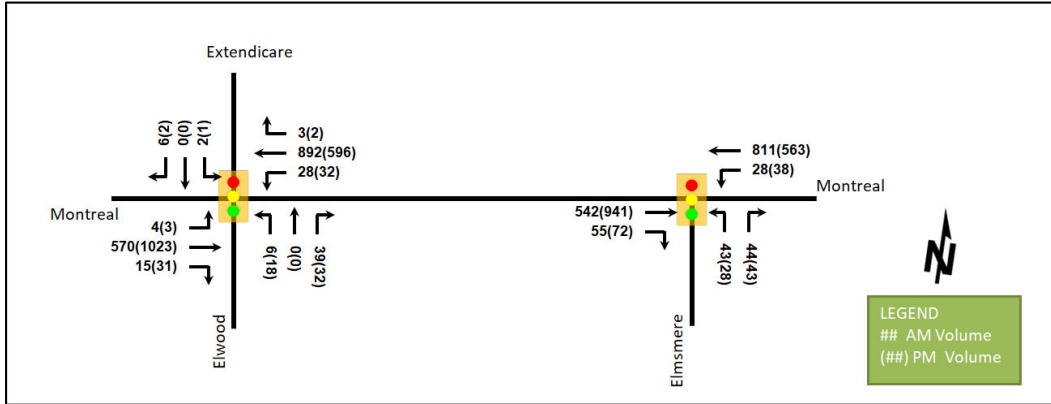 Extendicare
6(2)
0(0)
2(1)
3(2)
892(596)
28(32)
811(563)
28(38)
Montreal
Montreal
4(3)
570(1023)
15(31)
6(18)
0(0)
39(32)
542(941)
55(72)
43(28)
44(43)
Elwood
Elmsmere
N
LEGEND
## AM Volume
(##) PM Volume